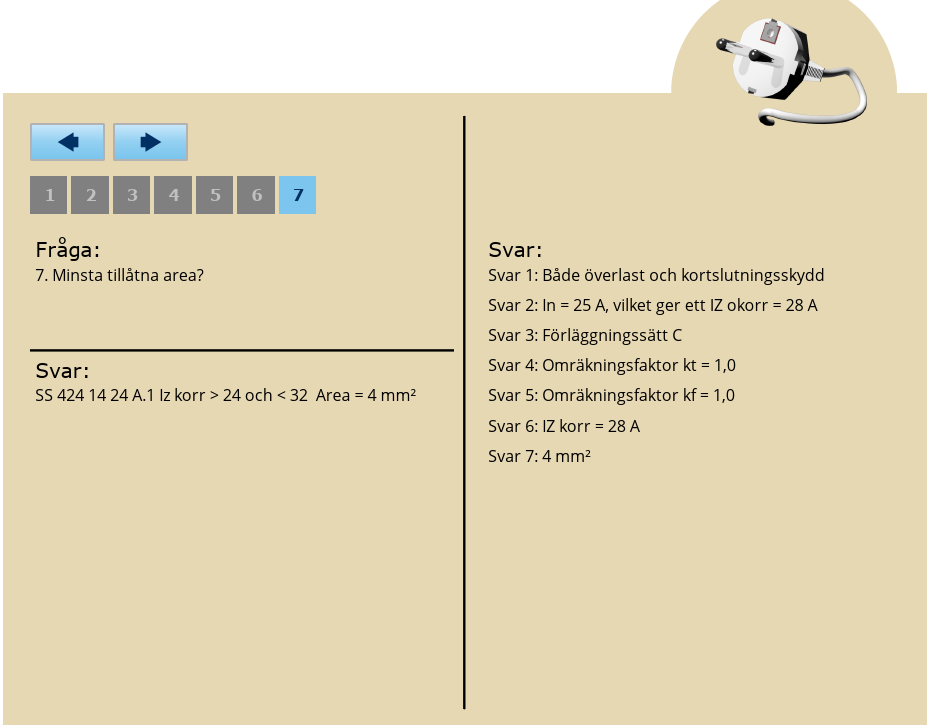 1 2 3 4 5 6 7
Fråga:
7. Minsta tillåtna area?
Svar:
SS 424 14 24 A.1 Iz korr > 24 och < 32  Area = 4 mm²
Svar:
Svar 1: Både överlast och kortslutningsskydd
Svar 2: In = 25 A, vilket ger ett IZ okorr = 28 A
Svar 3: Förläggningssätt C
Svar 4: Omräkningsfaktor kt = 1,0
Svar 5: Omräkningsfaktor kf = 1,0
Svar 6: IZ korr = 28 A
Svar 7: 4 mm²